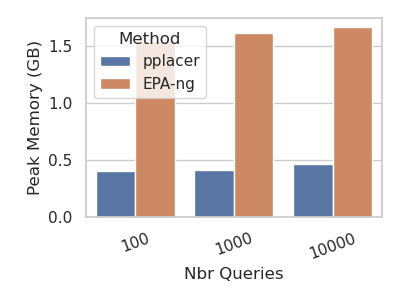 Peak Memory (GB)
1.5
1.0
0.5
0.0
Method
pplacer
EPA-ng
100
1000
10000
Nbr Queries